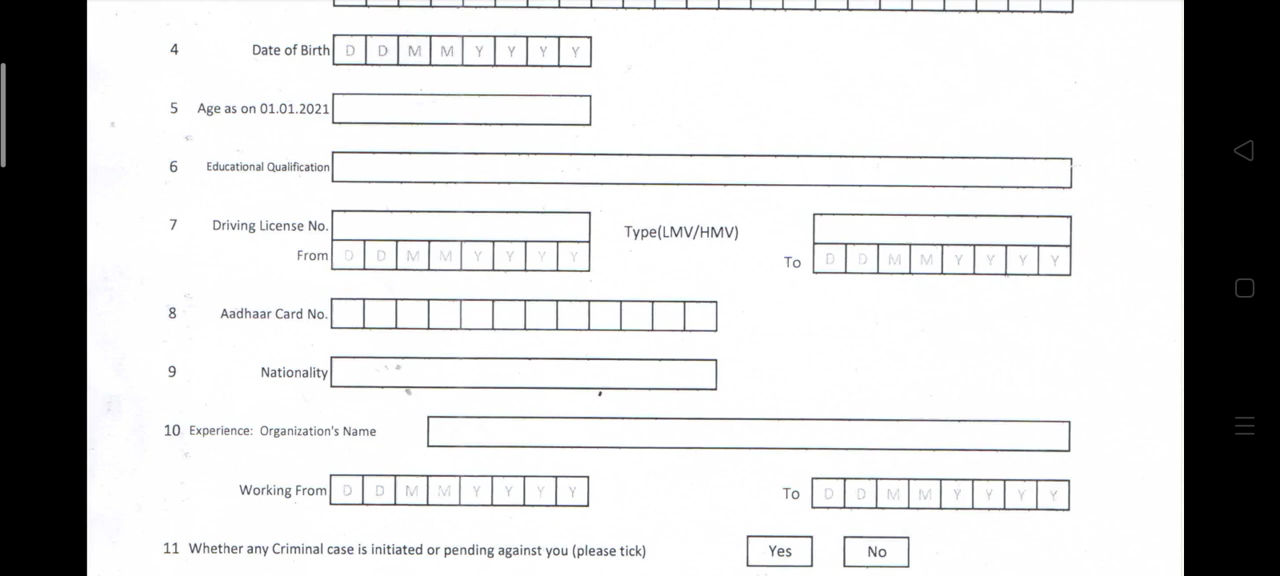 4 Date of Birth D D M M Y Y Y Y
5 Age as on 01.01.2021
6 Educational Qualification
7 Driving License No. Type(LMV/HMV)
From D D M M Y Y Y Y To D D M M Y Y Y Y
8 Aadhaar Card No.
9 Nationality
10 Experience: Organization's Name
Working From D D M M Y Y Y Y To D D M M Y Y Y Y
11 Whether any Criminal case is initiated or pending against you (please tick) Yes No